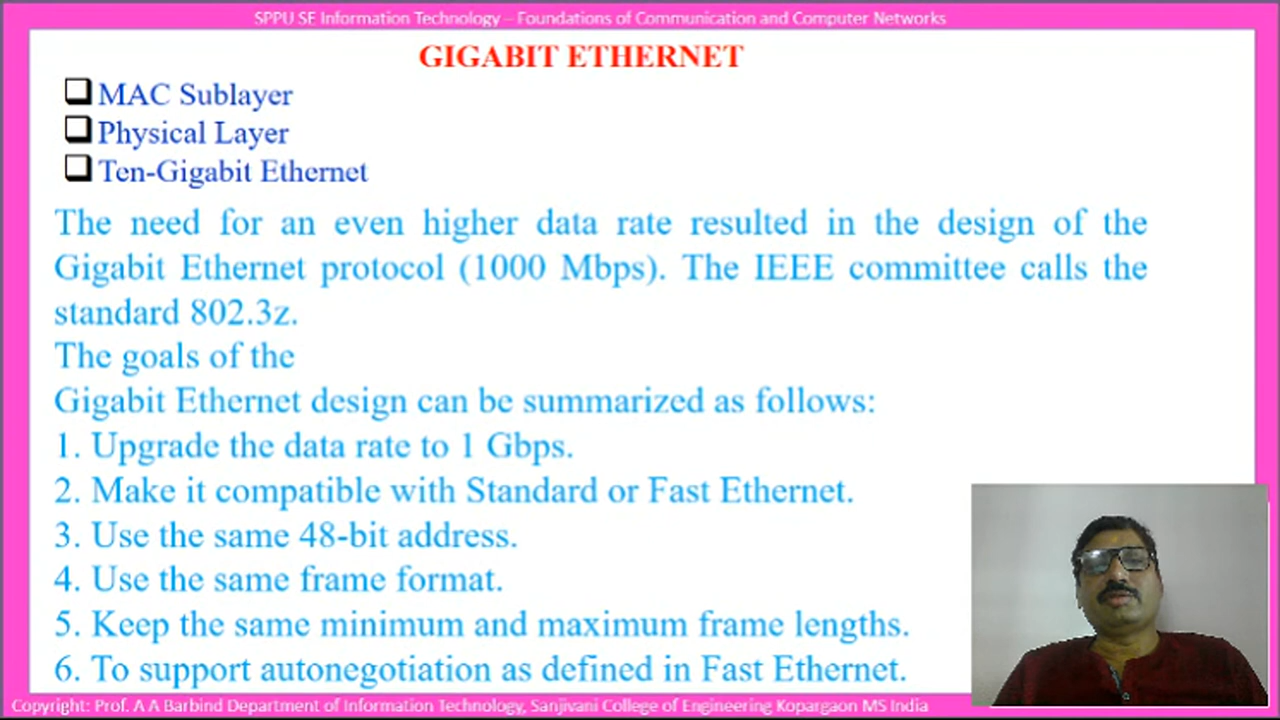 SPPU SE Information Technology – Foundations of Communication and Computer Networks
GIGABIT ETHERNET
MAC Sublayer
Physical Layer
Ten-Gigabit Ethernet
The need for an even higher data rate resulted in the design of the
Gigabit Ethernet protocol (1000 Mbps). The IEEE committee calls the
standard 802.3z.
The goals of the
Gigabit Ethernet design can be summarized as follows:
1. Upgrade the data rate to 1 Gbps.
2. Make it compatible with Standard or Fast Ethernet.
3. Use the same 48-bit address.
4. Use the same frame format.
5. Keep the same minimum and maximum frame lengths.
6. To support autonegotiation as defined in Fast Ethernet.
Copyright: Prof. A A Barbind Department of Information Technology, Sanjivani College of Engineering Kopargaon MS India